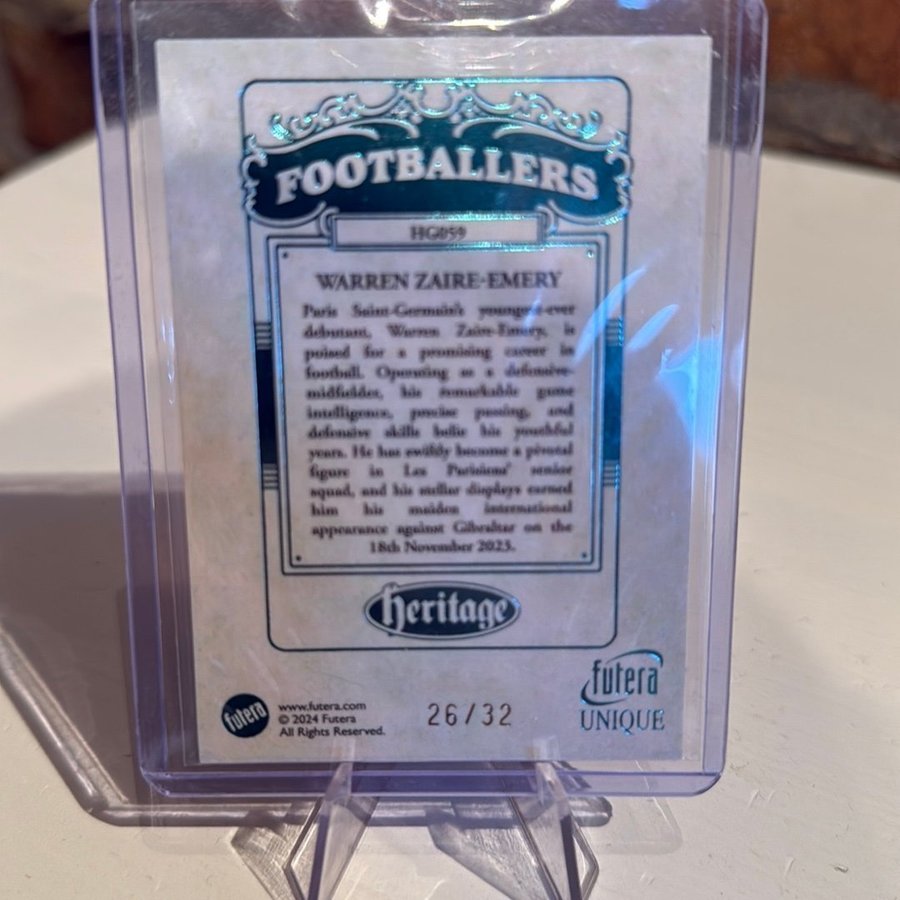 FOOTBALLERS
HG059
WARREN ZAIRE-EMERY
Paris Saint-Germain's youngest-ever
debutant, Warren Zaire-Emery, is
poised for a promising career in
football. Operating as a defensive-
midfielder, his remarkable game
intelligence, precise passing, and
defensive skills belie his youthful
years. He has swiftly become a pivotal
figure in Les Parisiens' senior
squad, and his stellar displays earned
him his maiden international
appearance against Gibraltar on the
18th November 2023.
heritage
futera
UNIQUE
futera
www.futera.com
© 2024 Futera
All Rights Reserved.
26/32